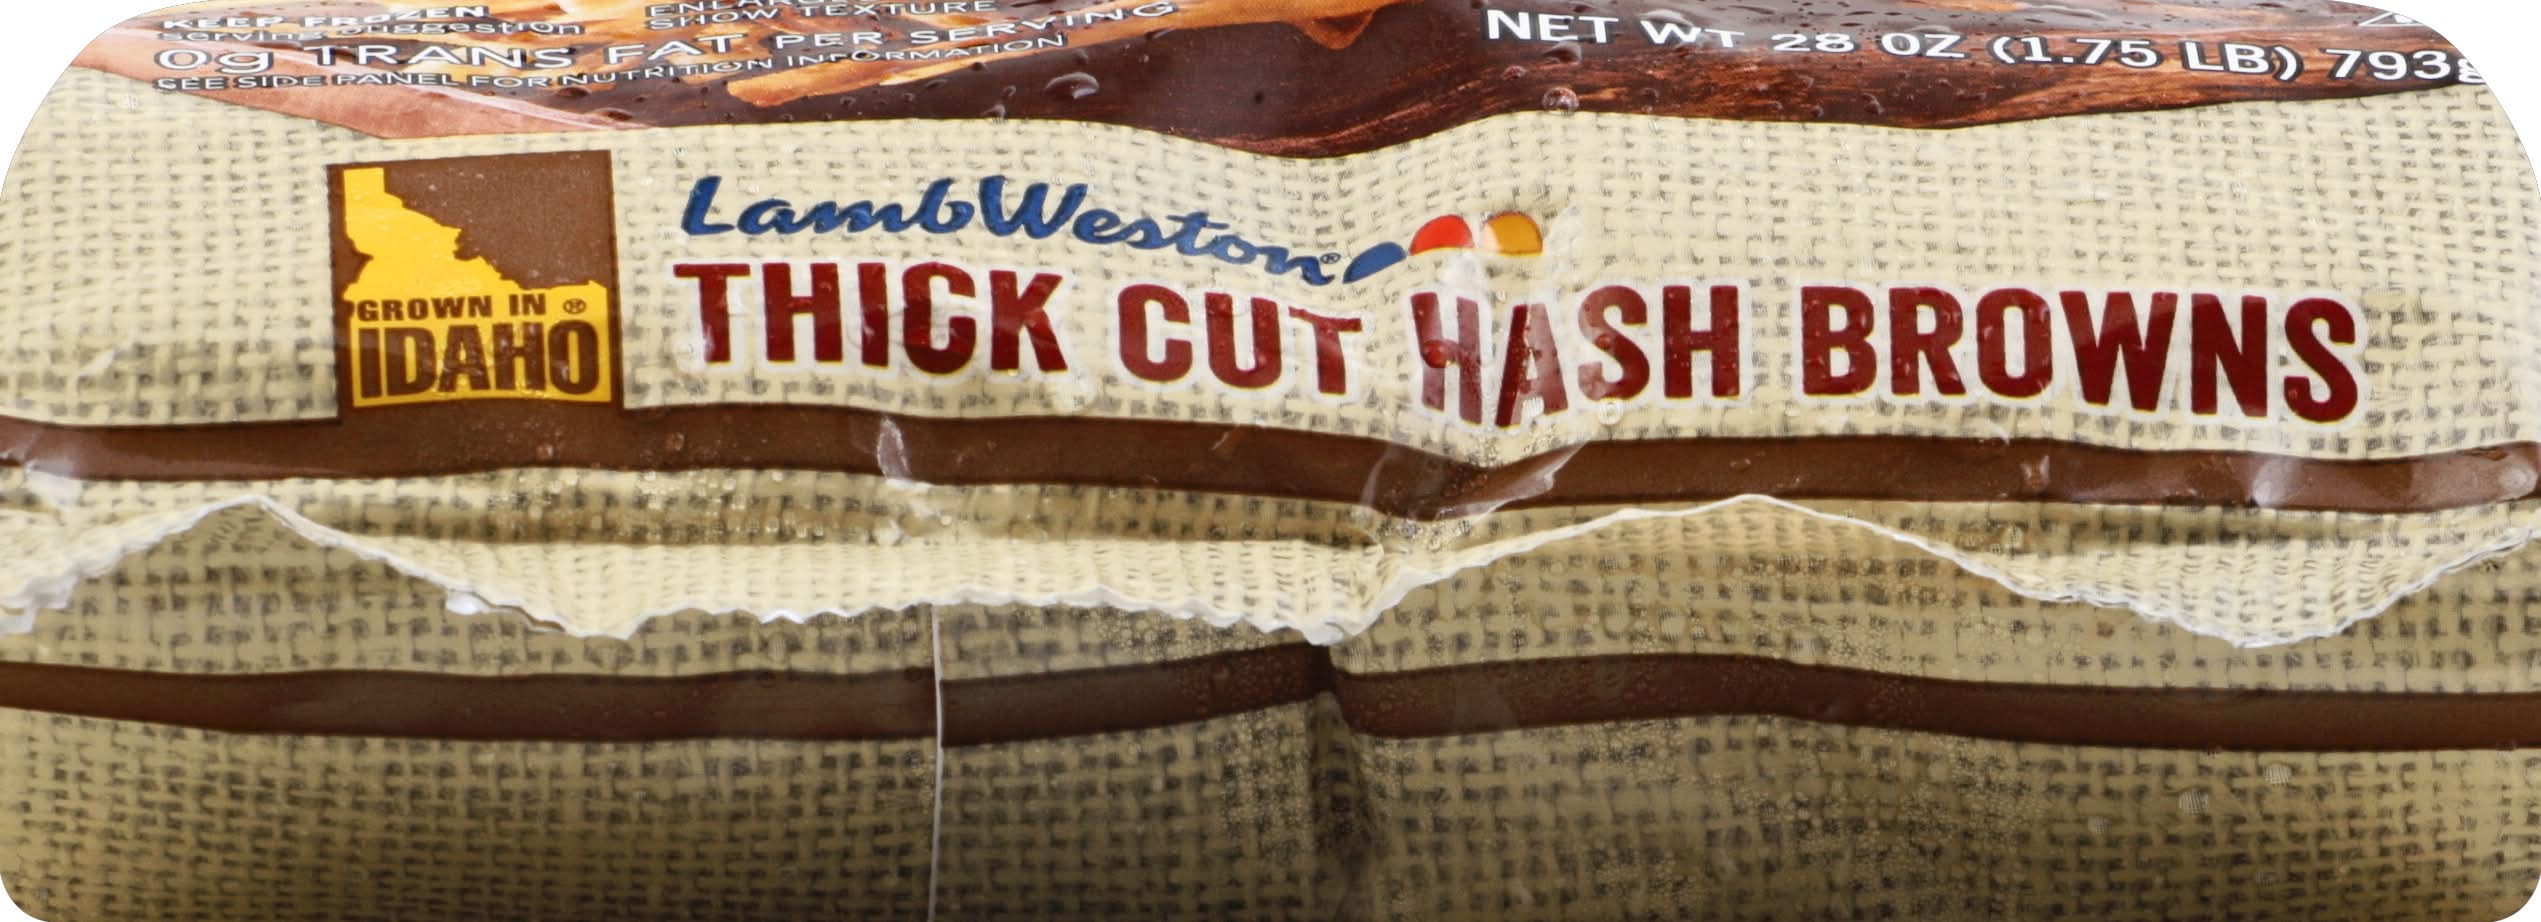 KEEP FROZEN
serving suggestion
SHOW TEXTURE
0g TRANS FAT PER SERVING
SEE SIDE PANEL FOR NUTRITION INFORMATION
NET WT 28 OZ (1.75 LB) 793g
LambWeston®
GROWN IN ®
IDAHO
THICK CUT HASH BROWNS